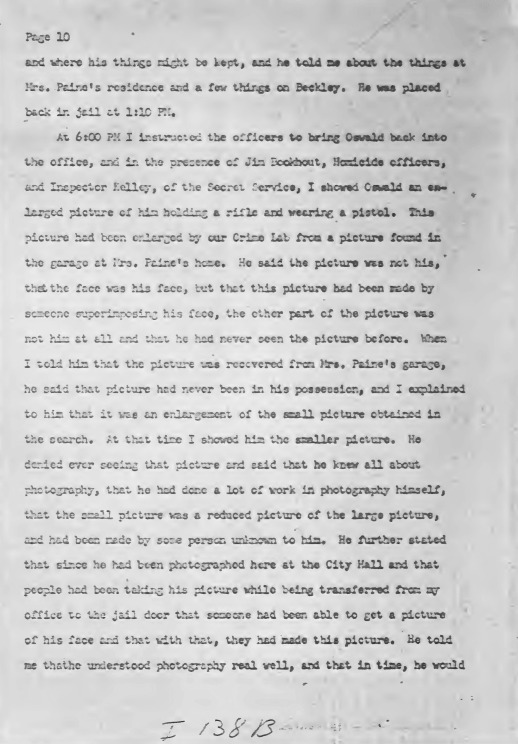 Page 10
and where his things might be kept, and he told me about the things at
Mrs. Paine's residence and a few things on Beckley. He was placed
back in jail at 1:10 PM.
At 6:00 PM I instructed the officers to bring Oswald back into
the office, and in the presence of Jim Bookhout, Homicide officers,
and Inspector Kelley, of the Secret Service, I showed Oswald an en-
larged picture of him holding a rifle and wearing a pistol. This
picture had been enlarged by our Crime Lab from a picture found in
the garage at Mrs. Paine's home. He said the picture was not his,
that the face was his face, but that this picture had been made by
someone superimposing his face, the other part of the picture was
not him at all and that he had never seen the picture before. When
I told him that the picture was recovered from Mrs. Paine's garage,
he said that picture had never been in his possession, and I explained
to him that it was an enlargement of the small picture obtained in
the search. At that time I showed him the smaller picture. He
denied ever seeing that picture and said that he knew all about
photography, that he had done a lot of work in photography himself,
that the small picture was a reduced picture of the large picture,
and had been made by some person unknown to him. He further stated
that since he had been photographed here at the City Hall and that
people had been taking his picture while being transferred from my
office to the jail door that someone had been able to get a picture
of his face and that with that, they had made this picture. He told
me thathe understood photography real well, and that in time, he would
I 138 B